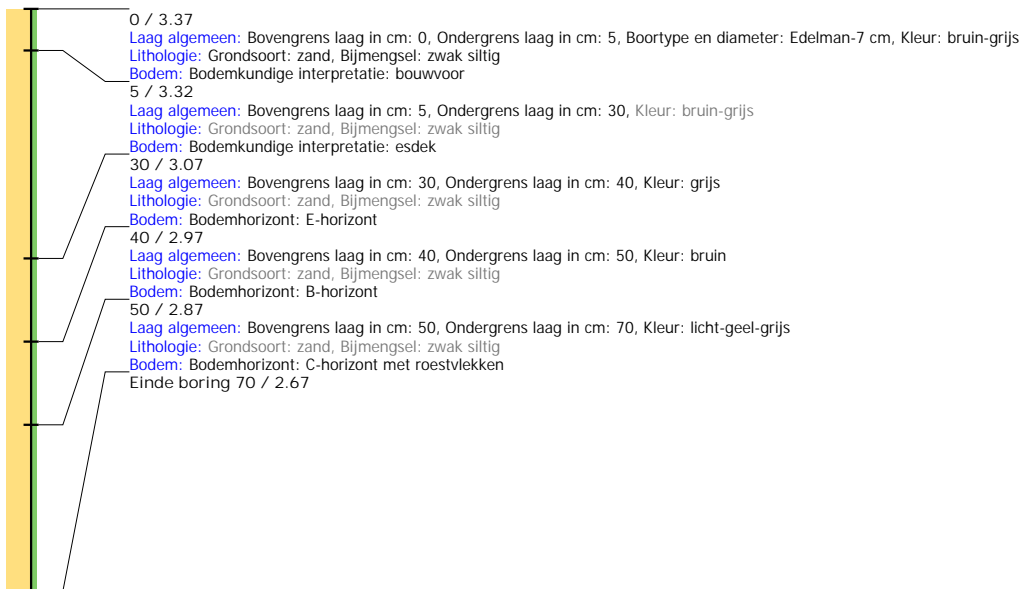 0 / 3.37
Laag algemeen: Bovengrens laag in cm: 0, Ondergrens laag in cm: 5, Boortype en diameter: Edelman-7 cm, Kleur: bruin-grijs
Lithologie: Grondsoort: zand, Bijmengsel: zwak siltig
Bodem: Bodemkundige interpretatie: bouwvoor
5 / 3.32
Laag algemeen: Bovengrens laag in cm: 5, Ondergrens laag in cm: 30, Kleur: bruin-grijs
Lithologie: Grondsoort: zand, Bijmengsel: zwak siltig
Bodem: Bodemkundige interpretatie: esdek
30 / 3.07
Laag algemeen: Bovengrens laag in cm: 30, Ondergrens laag in cm: 40, Kleur: grijs
Lithologie: Grondsoort: zand, Bijmengsel: zwak siltig
Bodem: Bodemhorizont: E-horizont
40 / 2.97
Laag algemeen: Bovengrens laag in cm: 40, Ondergrens laag in cm: 50, Kleur: bruin
Lithologie: Grondsoort: zand, Bijmengsel: zwak siltig
Bodem: Bodemhorizont: B-horizont
50 / 2.87
Laag algemeen: Bovengrens laag in cm: 50, Ondergrens laag in cm: 70, Kleur: licht-geel-grijs
Lithologie: Grondsoort: zand, Bijmengsel: zwak siltig
Bodem: Bodemhorizont: C-horizont met roestvlekken
Einde boring 70 / 2.67